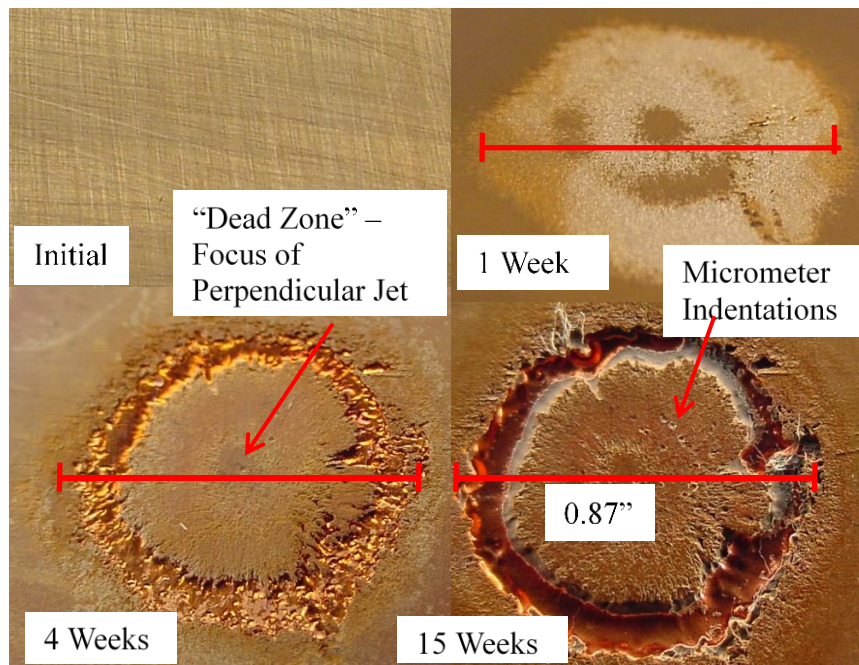 Initial
“Dead Zone” –
Focus of
Perpendicular Jet
1 Week
Micrometer
Indentations
4 Weeks
0.87”
15 Weeks